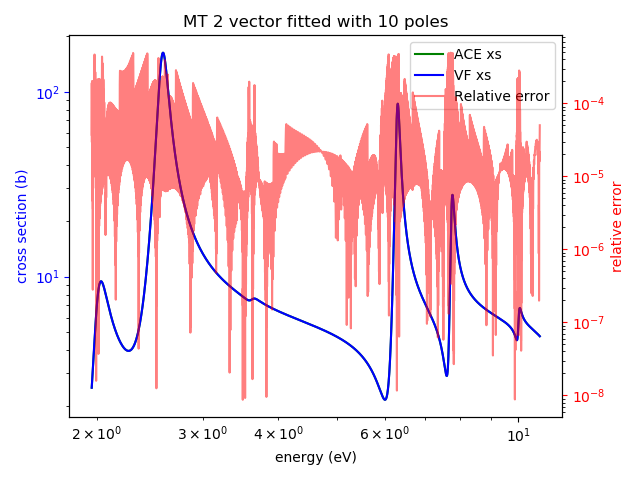 MT 2 vector fitted with 10 poles
ACE xs
VF xs
Relative error
10²
10¹
cross section (b)
10⁻⁴
10⁻⁵
10⁻⁶
10⁻⁷
10⁻⁸
relative error
2 × 10⁰ 3 × 10⁰ 4 × 10⁰ 6 × 10⁰ 10¹
energy (eV)